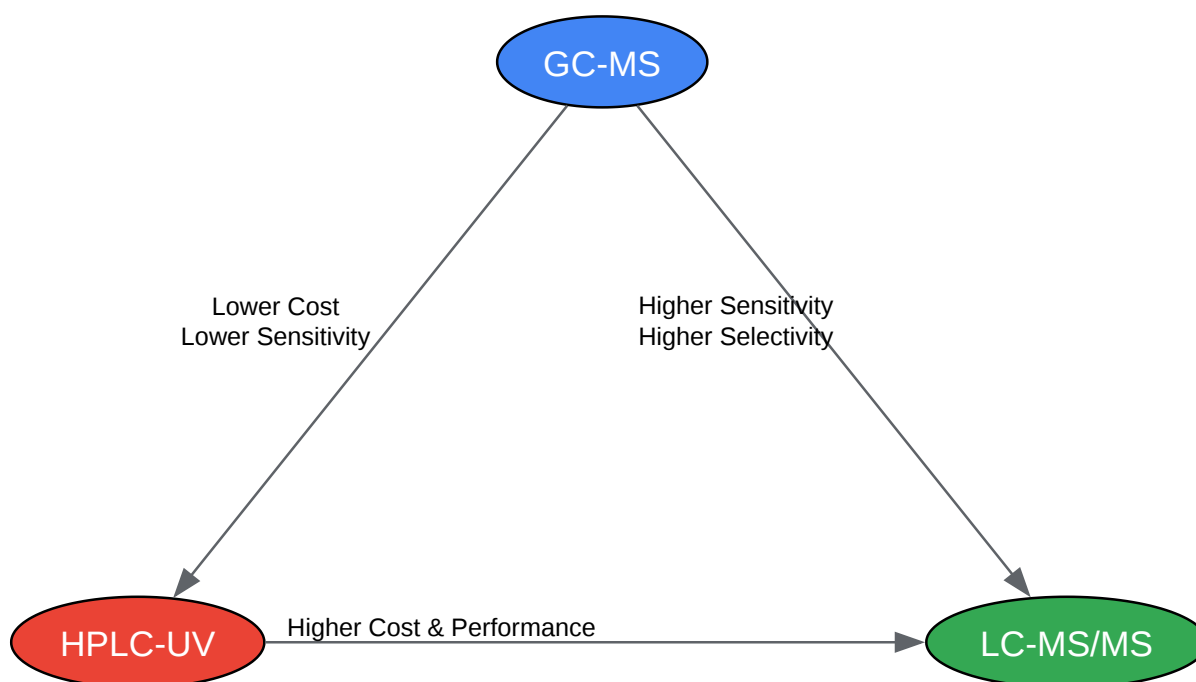 GC-MS
Lower Cost
Lower Sensitivity
Higher Sensitivity
Higher Selectivity
HPLC-UV
Higher Cost & Performance
LC-MS/MS